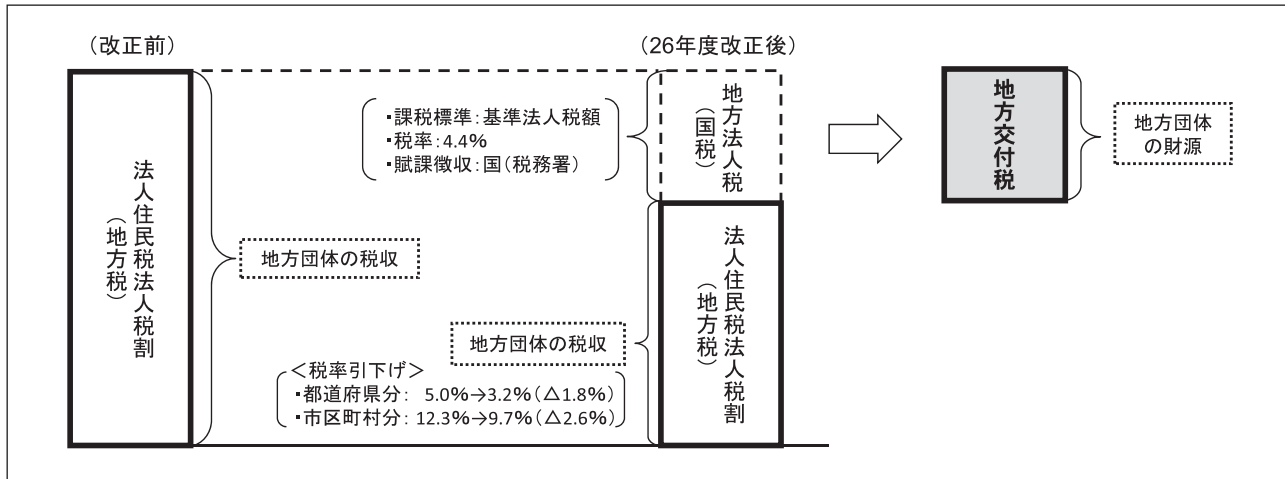 （改正前）
法人住民税法人税割
（地方税）
地方団体の税収
（26年度改正後）
・課税標準：基準法人税額
・税率：4.4%
・賦課徴収：国（税務署）
地方法人税
（国税）
地方団体の税収
＜税率引下げ＞
・都道府県分： 5.0%→3.2%（△1.8%）
・市区町村分： 12.3%→9.7%（△2.6%）
法人住民税法人税割
（地方税）
地方交付税
地方団体
の財源